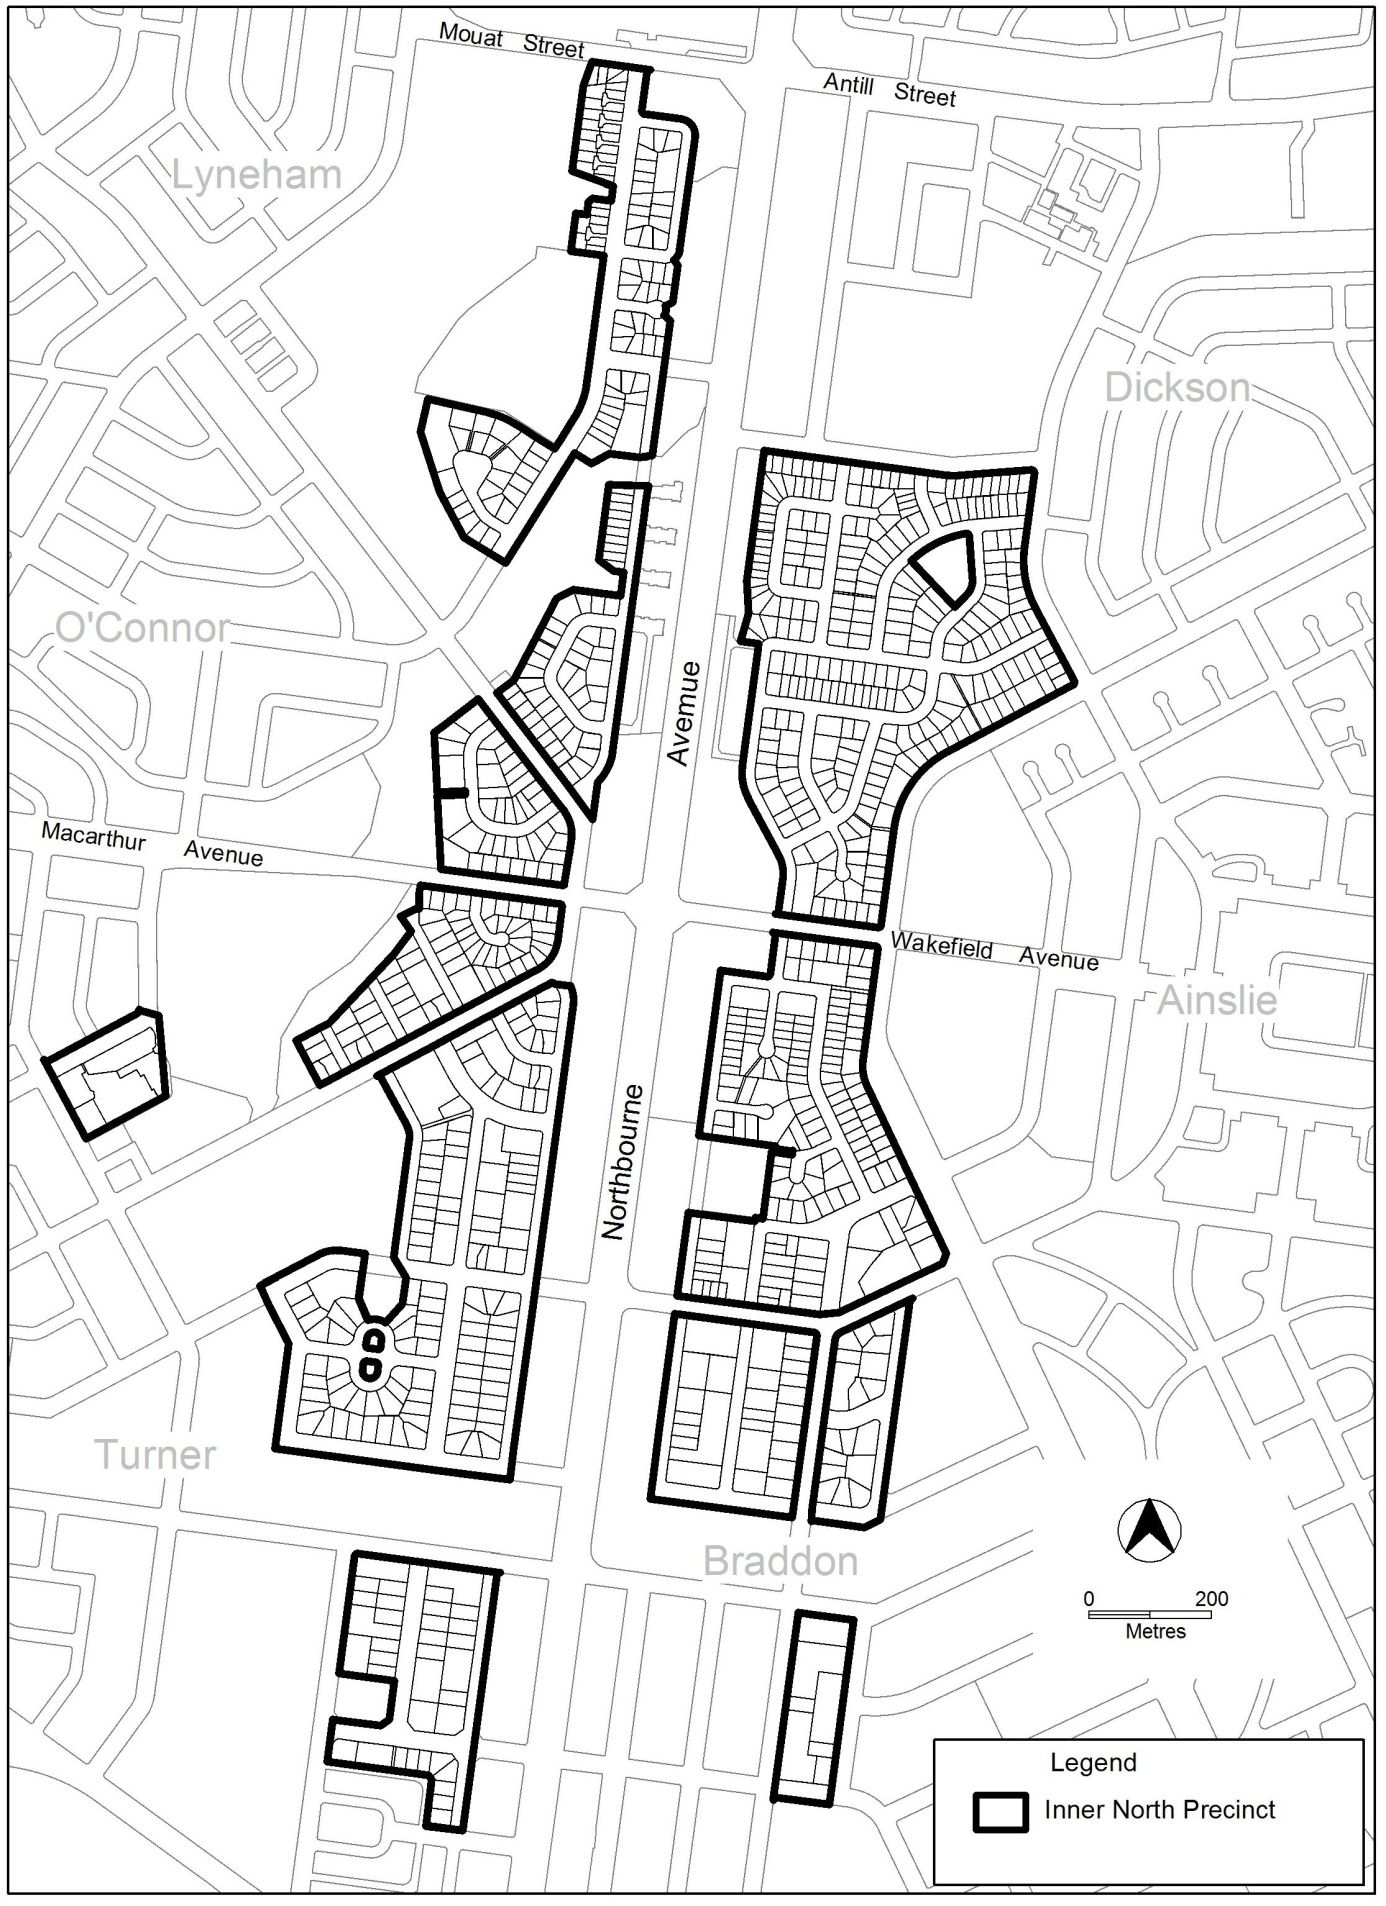 Mouat Street
Antill Street
Lyneham
Dickson
O'Connor
Avemue
Macarthur Avenue
Wakefield Avenue
Ainslie
Northbourne
Turner
Braddon
0 200
Metres
Legend
Inner North Precinct